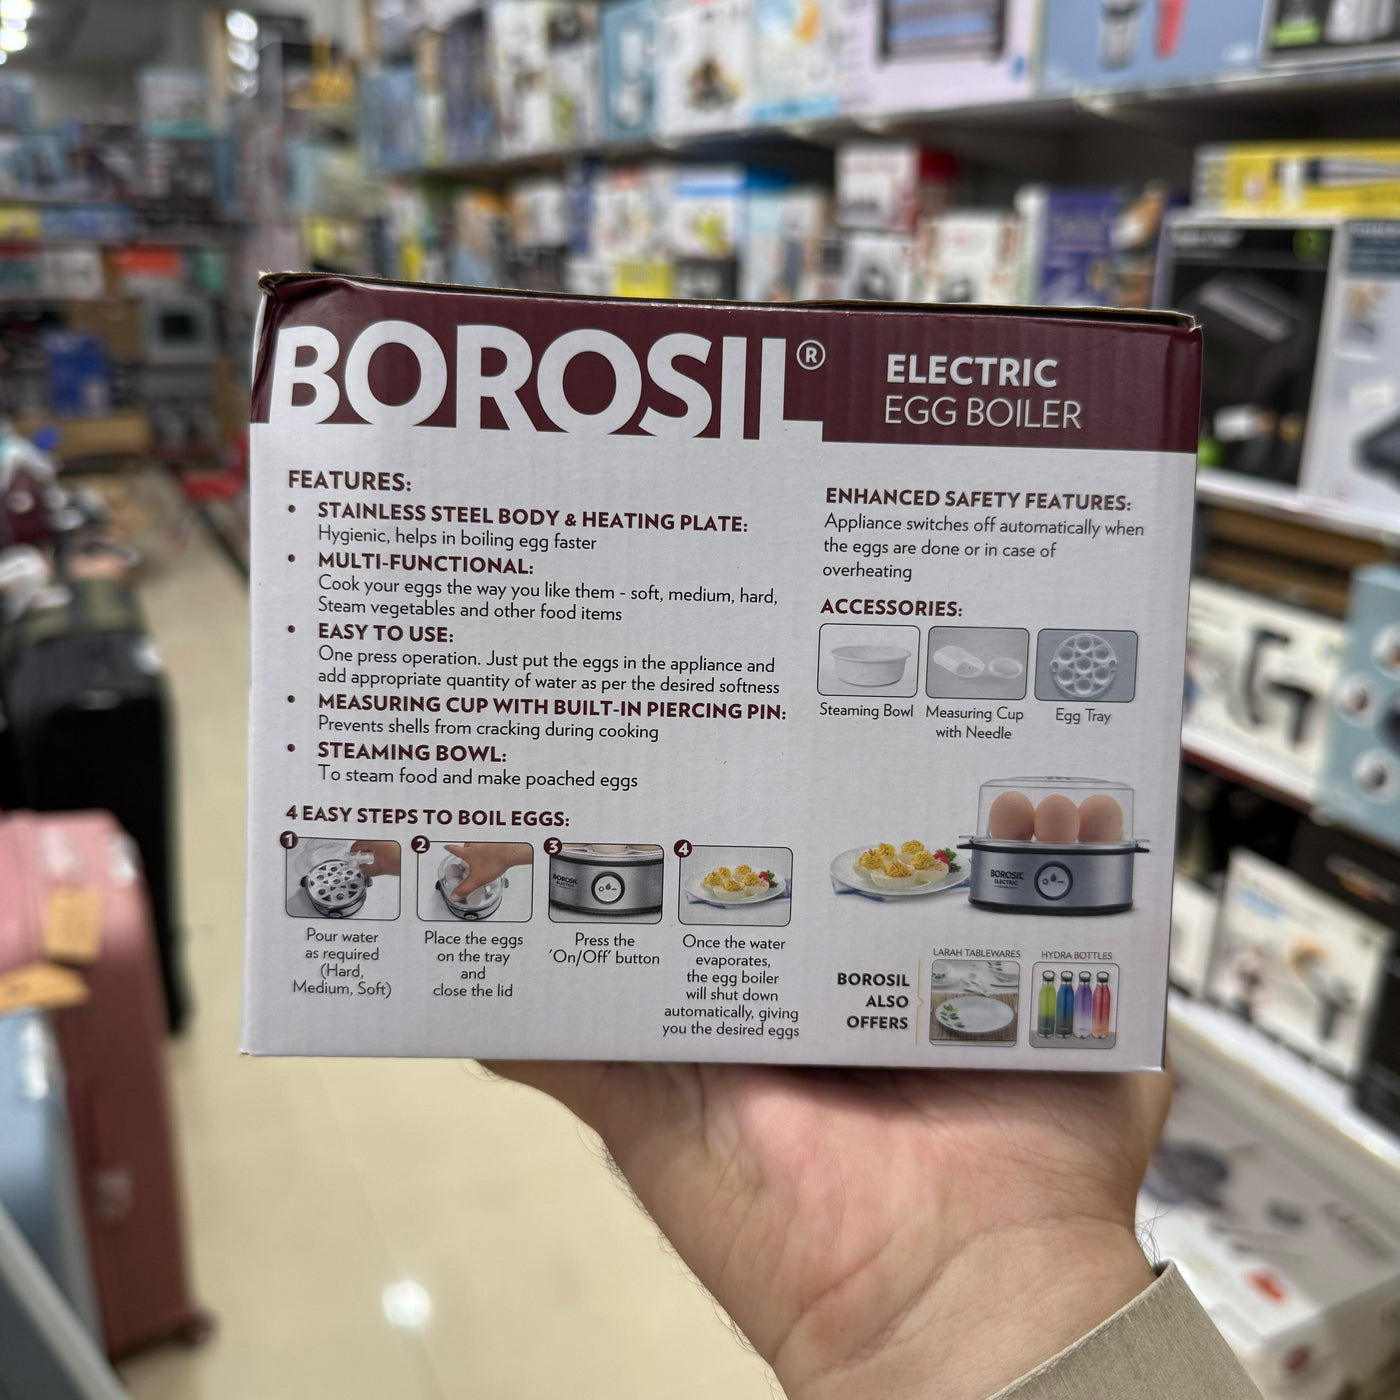 BOROSIL®
ELECTRIC
EGG BOILER
FEATURES:
• STAINLESS STEEL BODY & HEATING PLATE:
Hygienic, helps in boiling egg faster
• MULTI-FUNCTIONAL:
Cook your eggs the way you like them - soft, medium, hard,
Steam vegetables and other food items
• EASY TO USE:
One press operation. Just put the eggs in the appliance and
add appropriate quantity of water as per the desired softness
• MEASURING CUP WITH BUILT-IN PIERCING PIN:
Prevents shells from cracking during cooking
• STEAMING BOWL:
To steam food and make poached eggs
4 EASY STEPS TO BOIL EGGS:
1
Pour water
as required
(Hard,
Medium, Soft)
2
Place the eggs
on the tray
and
close the lid
3
BOROSIL
ELECTRIC
Press the
'On/Off' button
4
Once the water
evaporates,
the egg boiler
will shut down
automatically, giving
you the desired eggs
ENHANCED SAFETY FEATURES:
Appliance switches off automatically when
the eggs are done or in case of
overheating
ACCESSORIES:
Steaming Bowl
Measuring Cup
with Needle
Egg Tray
BOROSIL
ELECTRIC
BOROSIL
ALSO
OFFERS
LARAH TABLEWARES
HYDRA BOTTLES